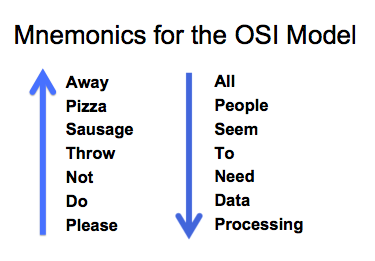 Mnemonics for the OSI Model
Away
Pizza
Sausage
Throw
Not
Do
Please
All
People
Seem
To
Need
Data
Processing